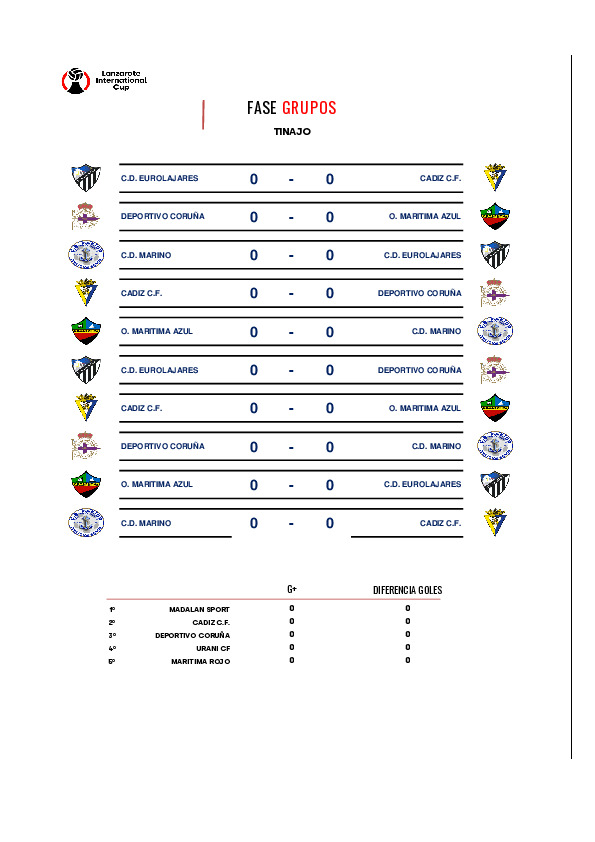 Lanzarote
International
Cup
FASE GRUPOS
TINAJO
C.D. EUROLAJARES 0 - 0 CADIZ C.F.
DEPORTIVO CORUÑA 0 - 0 O. MARITIMA AZUL
C.D. MARINO 0 - 0 C.D. EUROLAJARES
CADIZ C.F. 0 - 0 DEPORTIVO CORUÑA
O. MARITIMA AZUL 0 - 0 C.D. MARINO
C.D. EUROLAJARES 0 - 0 DEPORTIVO CORUÑA
CADIZ C.F. 0 - 0 O. MARITIMA AZUL
DEPORTIVO CORUÑA 0 - 0 C.D. MARINO
O. MARITIMA AZUL 0 - 0 C.D. EUROLAJARES
C.D. MARINO 0 - 0 CADIZ C.F.
G+ DIFERENCIA GOLES
1º MADALAN SPORT 0 0
2º CADIZ C.F. 0 0
3º DEPORTIVO CORUÑA 0 0
4º URANI CF 0 0
5º MARITIMA ROJO 0 0